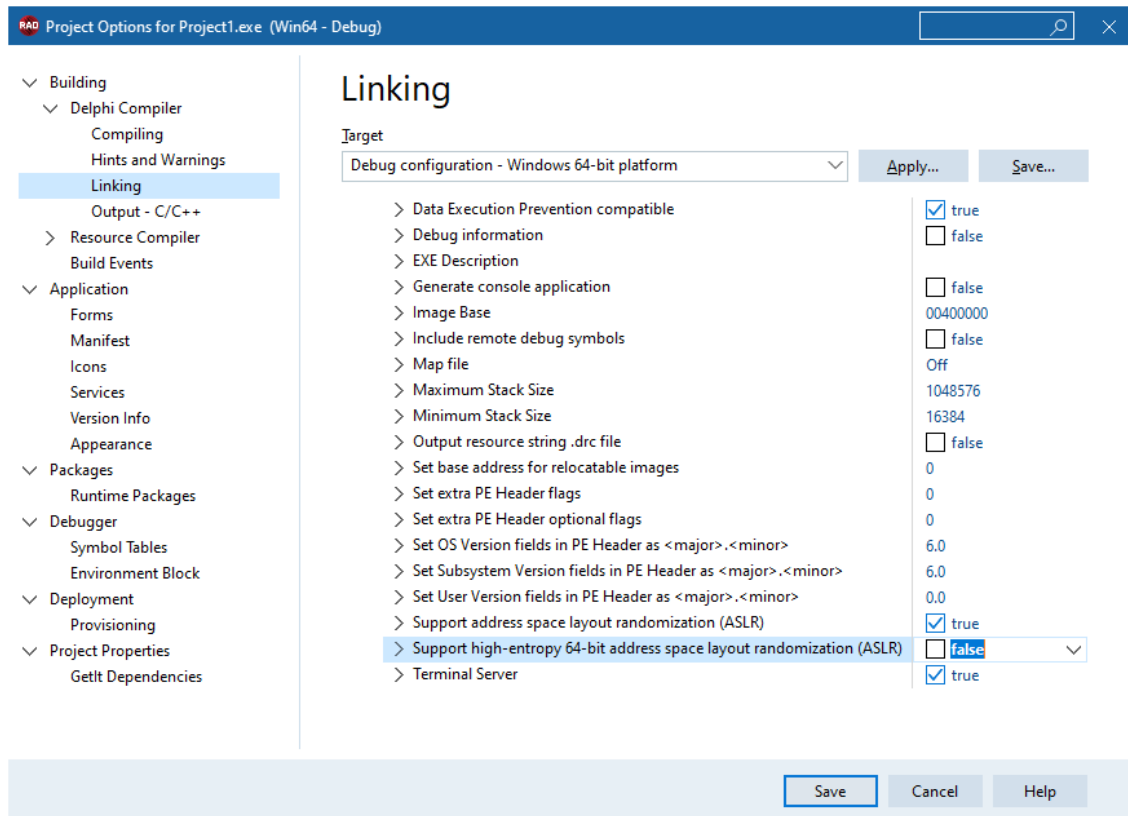 RAD Project Options for Project1.exe (Win64 - Debug)
Building
Delphi Compiler
Compiling
Hints and Warnings
Linking
Output - C/C++
Resource Compiler
Build Events
Application
Forms
Manifest
Icons
Services
Version Info
Appearance
Packages
Runtime Packages
Debugger
Symbol Tables
Environment Block
Deployment
Provisioning
Project Properties
GetIt Dependencies
Linking
Target
Debug configuration - Windows 64-bit platform
Apply...
Save...
Data Execution Prevention compatible true
Debug information false
EXE Description
Generate console application false
Image Base 00400000
Include remote debug symbols false
Map file Off
Maximum Stack Size 1048576
Minimum Stack Size 16384
Output resource string .drc file false
Set base address for relocatable images 0
Set extra PE Header flags 0
Set extra PE Header optional flags 0
Set OS Version fields in PE Header as <major>.<minor> 6.0
Set Subsystem Version fields in PE Header as <major>.<minor> 6.0
Set User Version fields in PE Header as <major>.<minor> 0.0
Support address space layout randomization (ASLR) true
Support high-entropy 64-bit address space layout randomization (ASLR) false
Terminal Server true
Save
Cancel
Help